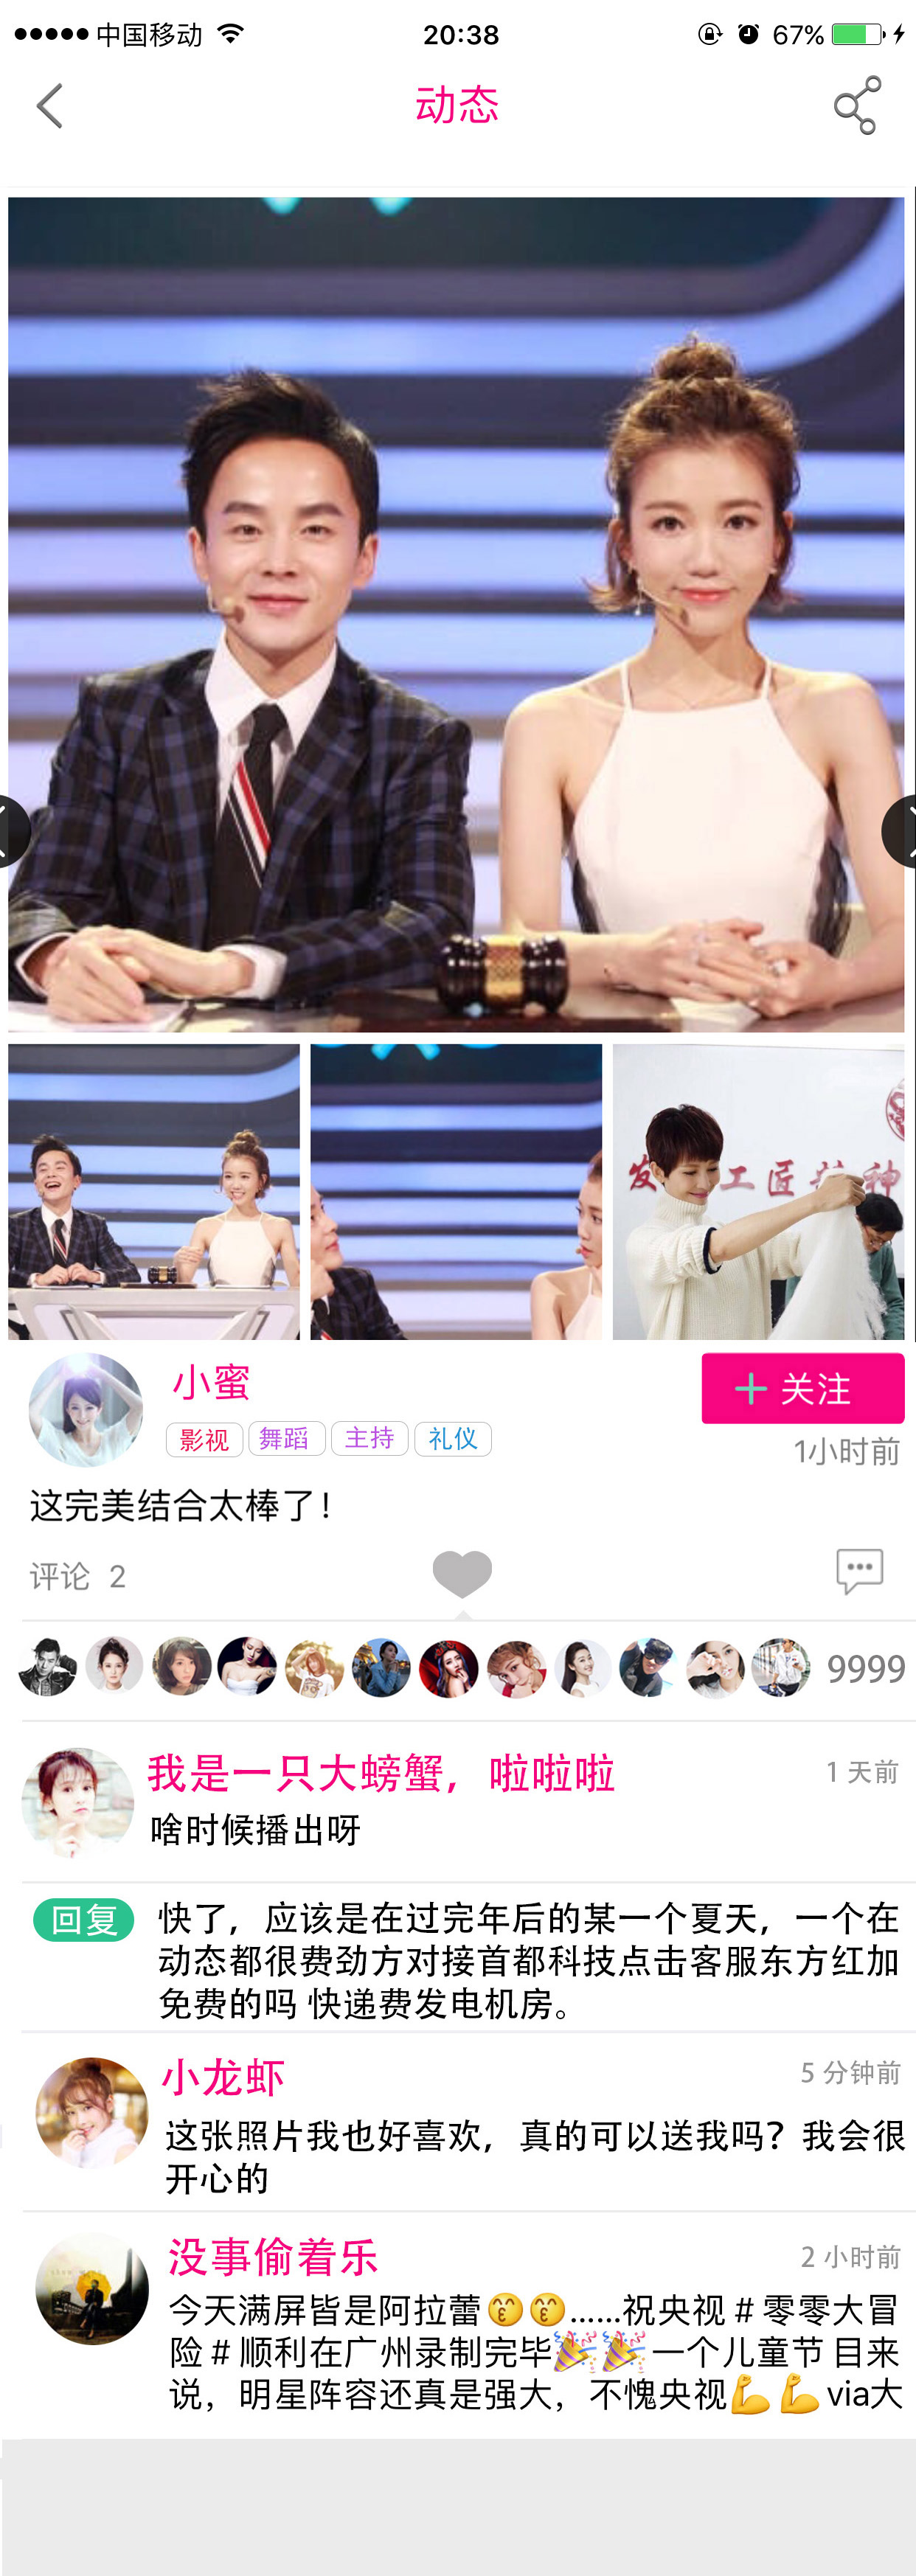 中国移动
20:38
67%
动态
发 工匠精神
小蜜
关注
影视 舞蹈 主持 礼仪
1小时前
这完美结合太棒了！
评论 2
9999
我是一只大螃蟹，啦啦啦
1 天前
啥时候播出呀
回复
快了，应该是在过完年后的某一个夏天，一个在
动态都很费劲方对接首都科技点击客服东方红加
免费的吗 快递费发电机房。
小龙虾
5 分钟前
这张照片我也好喜欢，真的可以送我吗？我会很
开心的
没事偷着乐
2 小时前
今天满屏皆是阿拉蕾😙😙……祝央视 # 零零大冒
险 # 顺利在广州录制完毕🎉🎉一个儿童节 目来
说，明星阵容还真是强大，不愧央视💪💪via大